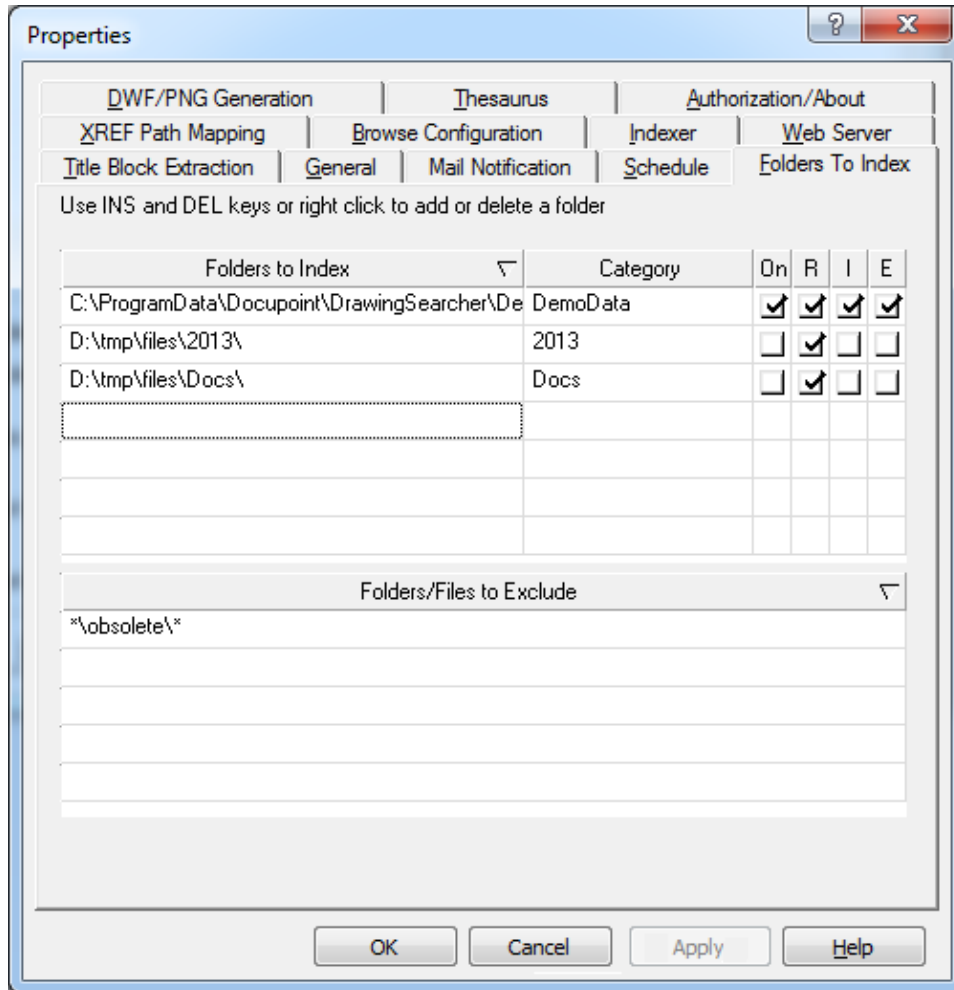 Properties
DWF/PNG Generation Thesaurus Authorization/About
XREF Path Mapping Browse Configuration Indexer Web Server
Title Block Extraction General Mail Notification Schedule Folders To Index
Use INS and DEL keys or right click to add or delete a folder
Folders to Index Category On R I E
C:\ProgramData\Docupoint\DrawingSearcher\De DemoData
D:\tmp\files\2013\ 2013
D:\tmp\files\Docs\ Docs
Folders/Files to Exclude
*\obsolete\*
OK Cancel Apply Help